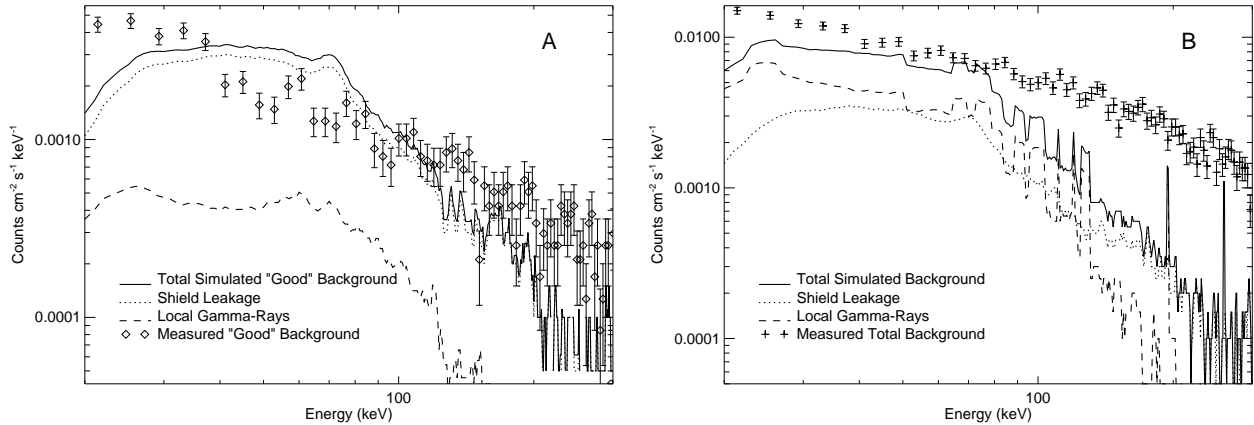 A
Counts cm⁻² s⁻¹ keV⁻¹
0.0010
0.0001
Total Simulated "Good" Background
Shield Leakage
Local Gamma-Rays
Measured "Good" Background
100
Energy (keV)
B
Counts cm⁻² s⁻¹ keV⁻¹
0.0100
0.0010
0.0001
Total Simulated Background
Shield Leakage
Local Gamma-Rays
Measured Total Background
100
Energy (keV)